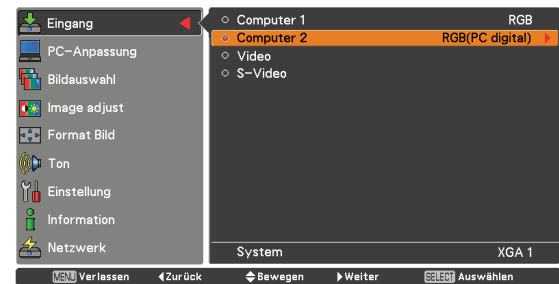 Eingang
PC-Anpassung
Bildauswahl
Image adjust
Format Bild
Ton
Einstellung
Information
Netzwerk
Computer 1 RGB
Computer 2 RGB(PC digital)
Video
S-Video
System XGA 1
MENU Verlassen Zurück Bewegen Weiter SELECT Auswählen